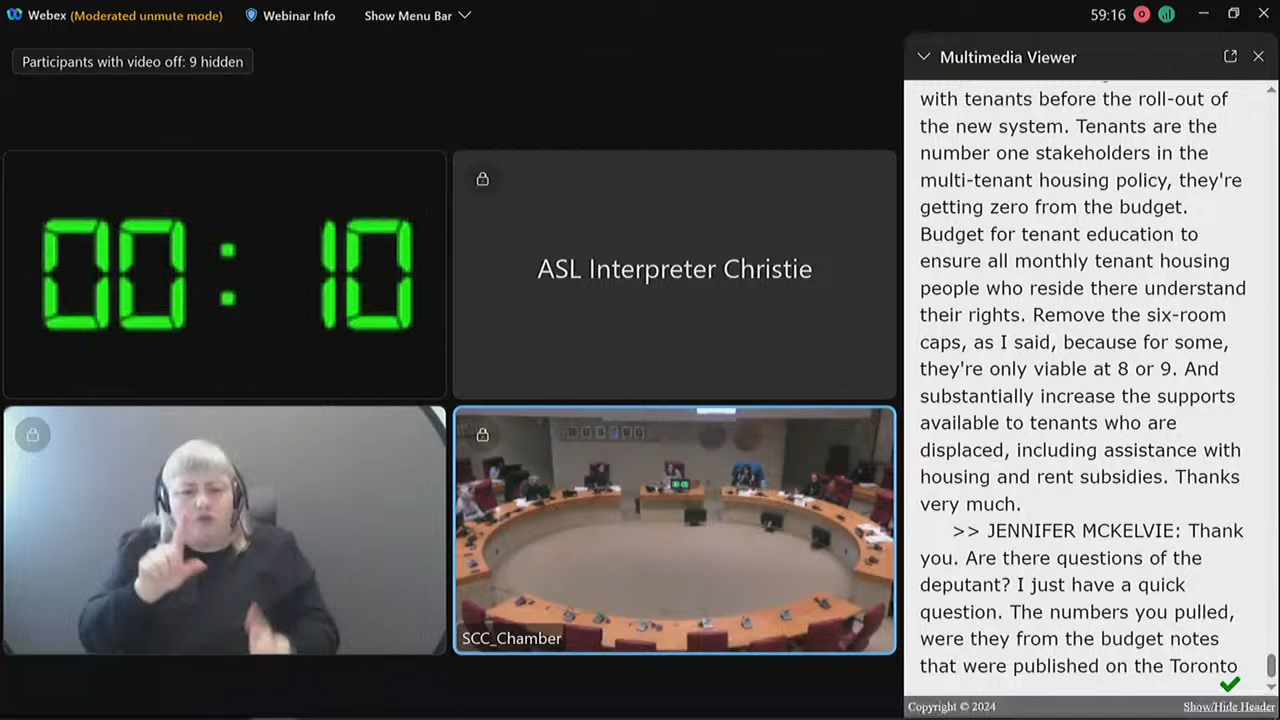 Webex (Moderated unmute mode) Webinar Info Show Menu Bar 59:16
Participants with video off: 9 hidden
Multimedia Viewer
00:10
ASL Interpreter Christie
SCC_Chamber
with tenants before the roll-out of
the new system. Tenants are the
number one stakeholders in the
multi-tenant housing policy, they're
getting zero from the budget.
Budget for tenant education to
ensure all monthly tenant housing
people who reside there understand
their rights. Remove the six-room
caps, as I said, because for some,
they're only viable at 8 or 9. And
substantially increase the supports
available to tenants who are
displaced, including assistance with
housing and rent subsidies. Thanks
very much.
>> JENNIFER MCKELVIE: Thank
you. Are there questions of the
deputant? I just have a quick
question. The numbers you pulled,
were they from the budget notes
that were published on the Toronto
Copyright © 2024 Show/Hide Header